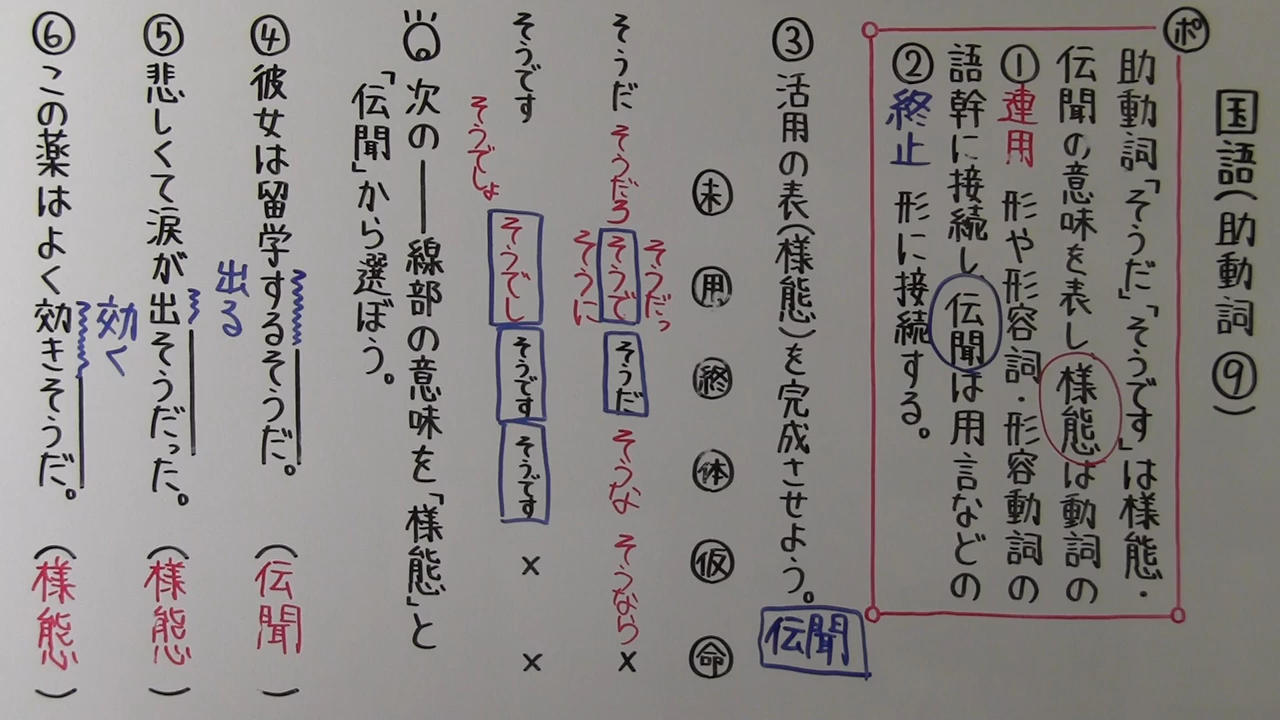 国語(助動詞⑨)
ポ
助動詞「そうだ」「そうです」は様態・
伝聞の意味を表し、様態は動詞の
①連用形や形容詞・形容動詞の
語幹に接続し、伝聞は用言などの
②終止形に接続する。
③活用の表(様態)を完成させよう。
伝聞
未 用 終 体 仮 命
そうだ そうだろ そうだっ そうで そうに そうだ そうな そうなら ×
そうです そうでしょ そうでし そうです そうです × ×
次の――線部の意味を「様態」と
「伝聞」から選ぼう。
④彼女は留学するそうだ。(伝聞)
出る
⑤悲しくて涙が出そうだった。(様態)
効く
⑥この薬はよく効きそうだ。(様態)